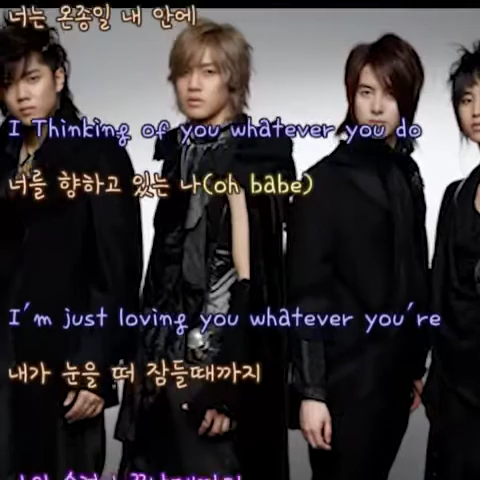 너는 온종일 내 안에
I Thinking of you whatever you do
너를 향하고 있는 나(oh babe)
I'm just loving you whatever you're
내가 눈을 떠 잠들때까지